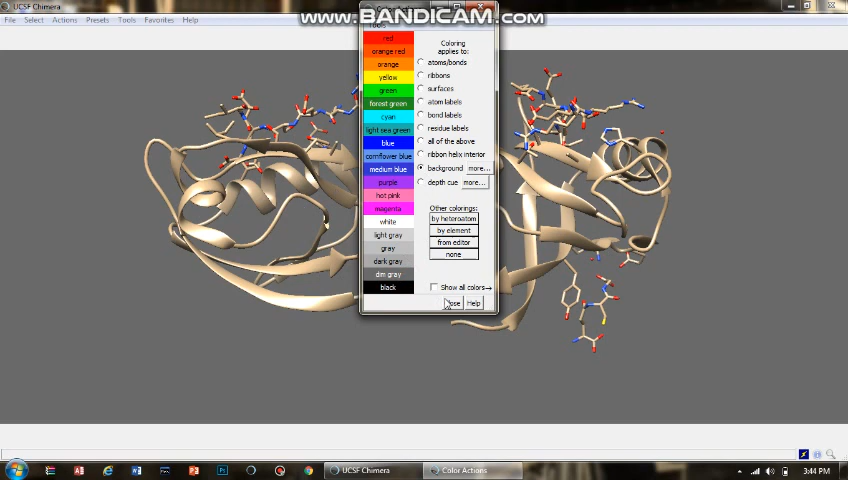 UCSF Chimera
www.BANDICAM.com
File Select Actions Presets Tools Favorites Help
red
orange red
orange
yellow
green
forest green
cyan
light sea green
blue
cornflower blue
medium blue
purple
hot pink
magenta
white
light gray
gray
dark gray
dim gray
black
Coloring
applies to:
atoms/bonds
ribbons
surfaces
atom labels
bond labels
residue labels
all of the above
ribbon helix interior
background more...
depth cue more...
Other colorings:
by heteroatom
by element
from editor
none
Show all colors→
Help
UCSF Chimera
Color Actions
3:44 PM